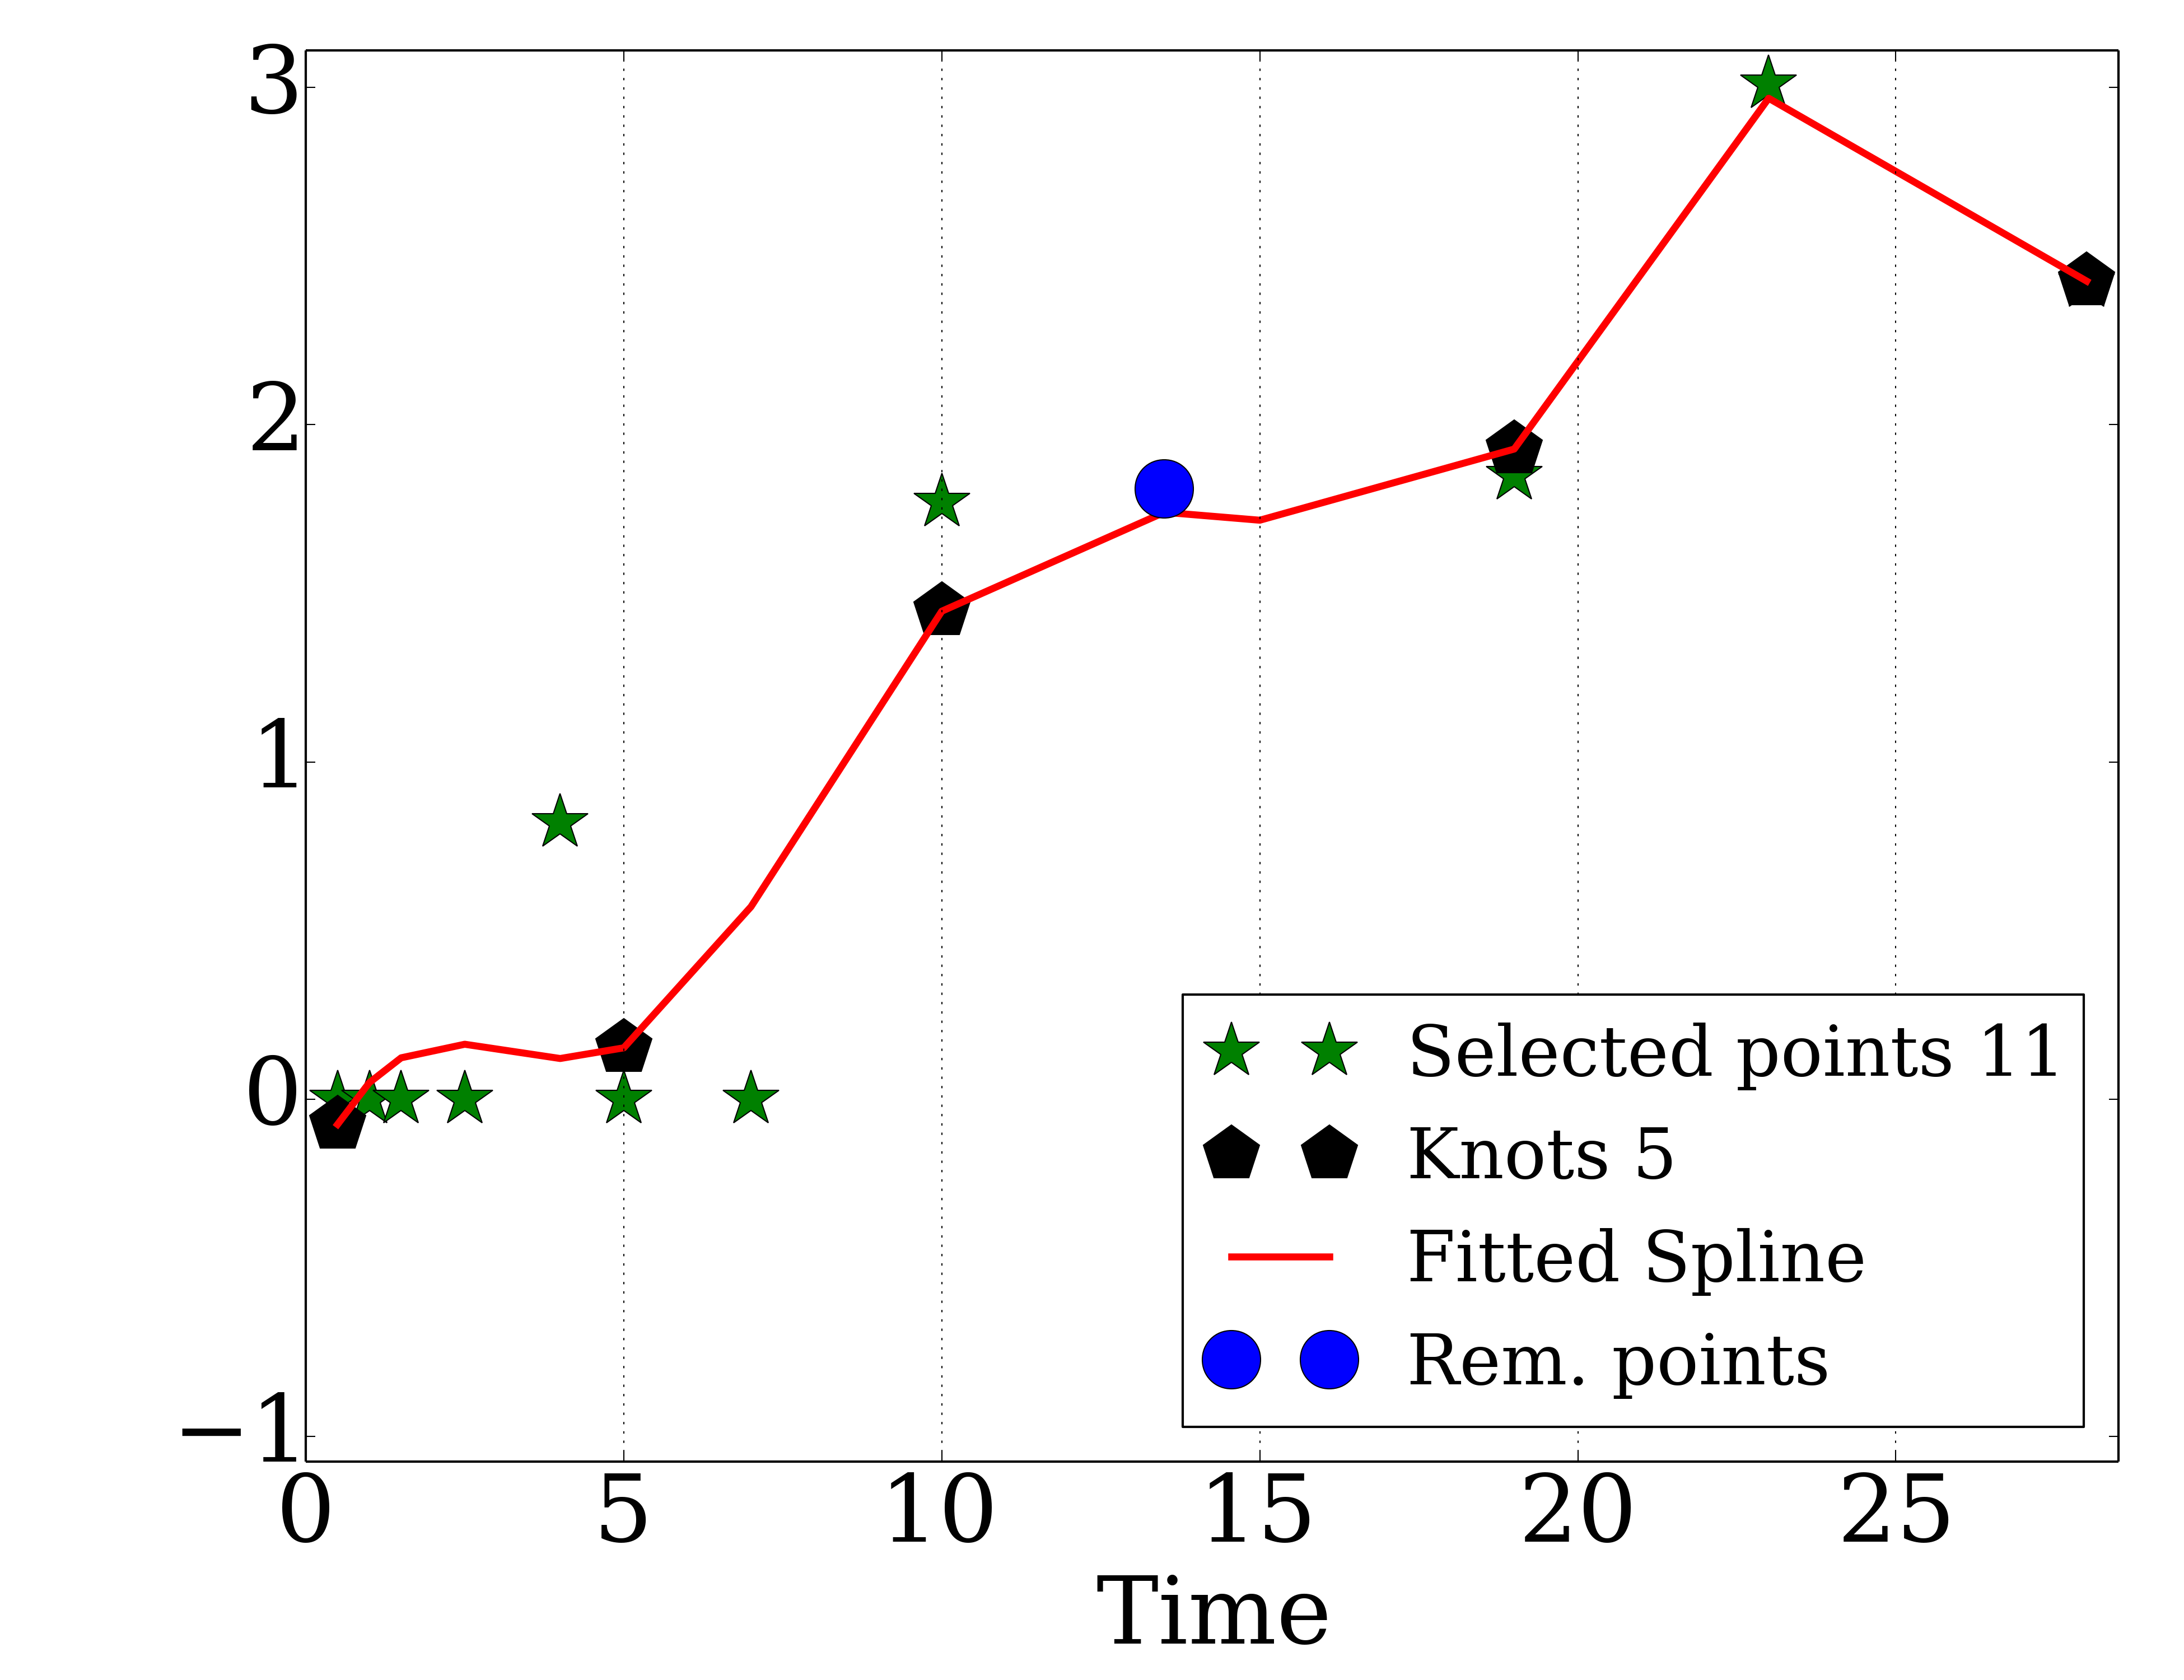 3
2
1
0
−1
0 5 10 15 20 25
Time
Selected points 11
Knots 5
Fitted Spline
Rem. points